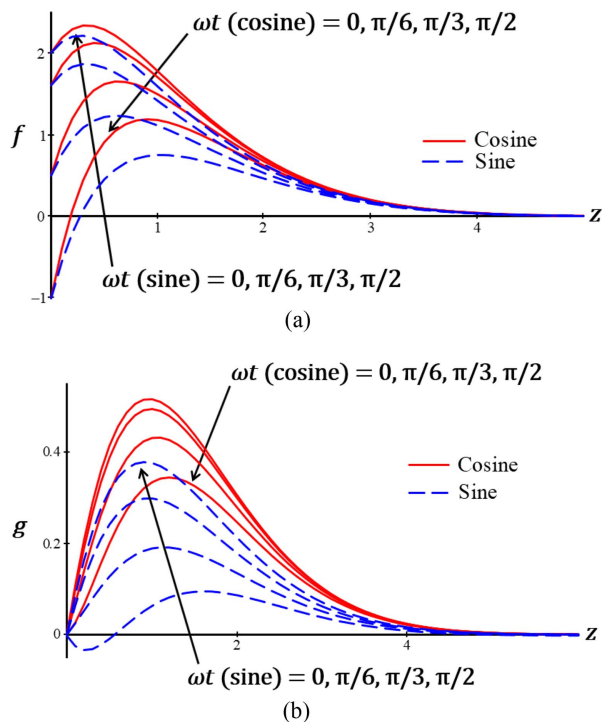 ωt (cosine) = 0, π/6, π/3, π/2
2
f
1
Cosine
Sine
0
1
2
3
4
z
−1
ωt (sine) = 0, π/6, π/3, π/2
(a)
ωt (cosine) = 0, π/6, π/3, π/2
0.4
Cosine
Sine
g
0.2
0
2
4
z
ωt (sine) = 0, π/6, π/3, π/2
(b)